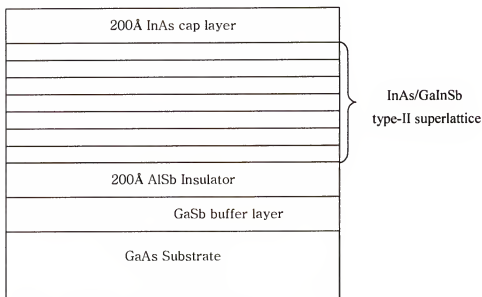 200Å InAs cap layer
InAs/GaInSb
type-II superlattice
200Å AlSb Insulator
GaSb buffer layer
GaAs Substrate